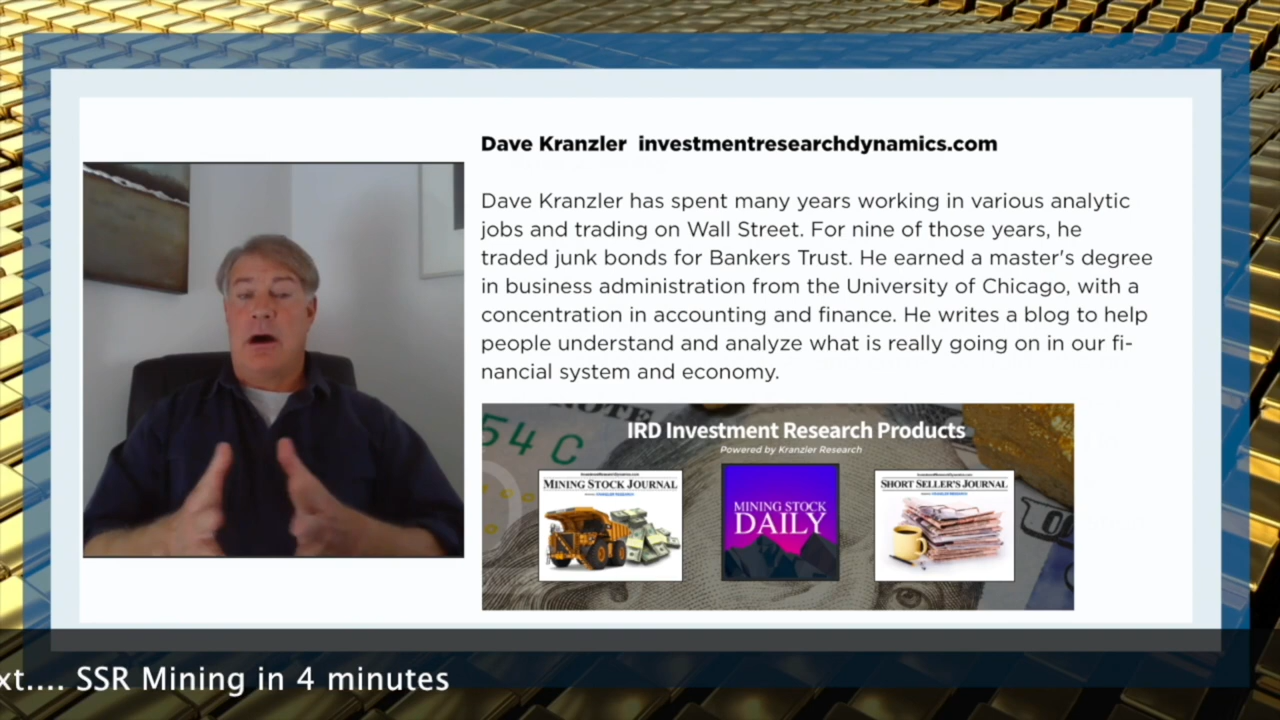 Dave Kranzler  investmentresearchdynamics.com
Dave Kranzler has spent many years working in various analytic
jobs and trading on Wall Street. For nine of those years, he
traded junk bonds for Bankers Trust. He earned a master's degree
in business administration from the University of Chicago, with a
concentration in accounting and finance. He writes a blog to help
people understand and analyze what is really going on in our fi-
nancial system and economy.
54 C
IRD Investment Research Products
Powered by Kranzler Research
InvestmentResearchDynamics.com
MINING STOCK JOURNAL
MINING STOCK
DAILY
SHORT SELLER'S JOURNAL
xt.... SSR Mining in 4 minutes